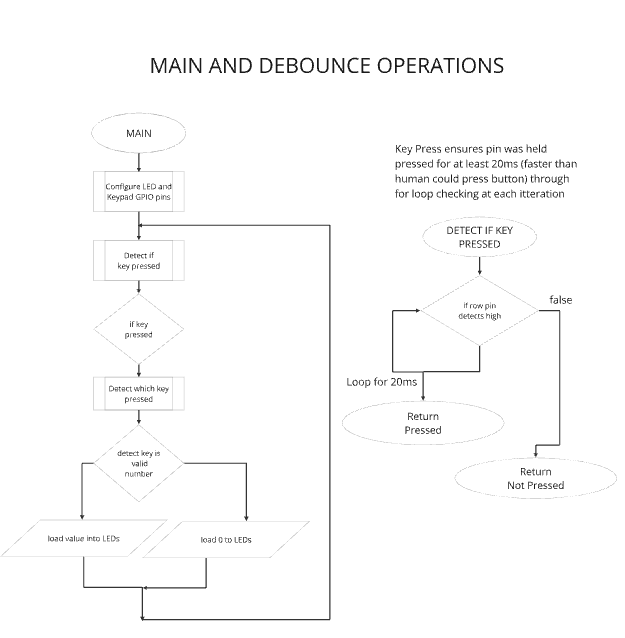 MAIN AND DEBOUNCE OPERATIONS
MAIN
Configure LED and
Keypad GPIO pins
Detect if
key pressed
if key
pressed
Detect which key
pressed
detect key is
valid
number
load value into LEDs
load 0 to LEDs
Key Press ensures pin was held
pressed for at least 20ms (faster than
human could press button) through
for loop checking at each itteration
DETECT IF KEY
PRESSED
if row pin
detects high
false
Loop for 20ms
Return
Pressed
Return
Not Pressed